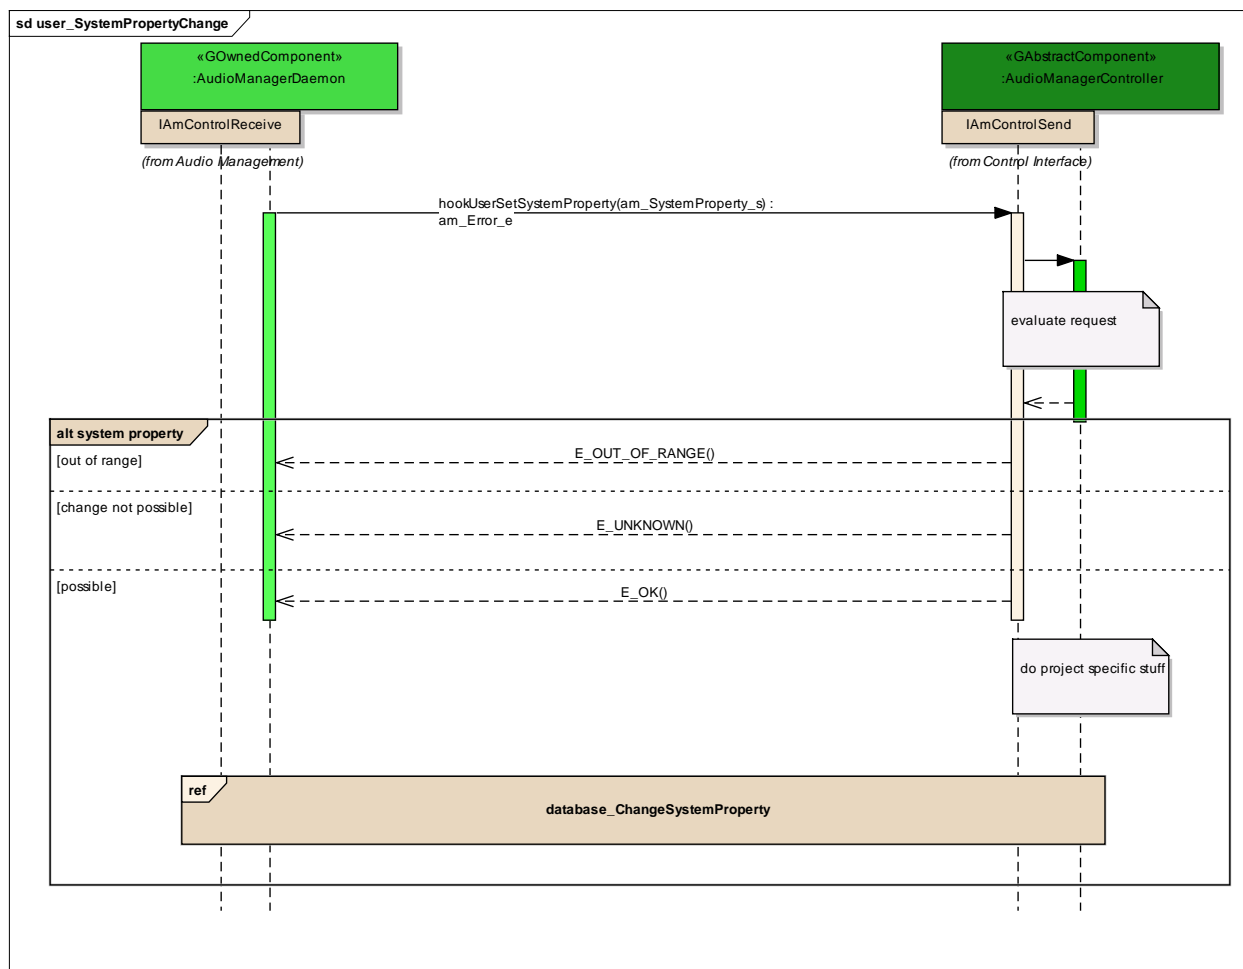 sd user_SystemPropertyChange
«GOwnedComponent»
:AudioManagerDaemon
«GAbstractComponent»
:AudioManagerController
IAmControlReceive
IAmControlSend
(from Audio Management)
(from Control Interface)
hookUserSetSystemProperty(am_SystemProperty_s) :
am_Error_e
evaluate request
alt system property
[out of range]
E_OUT_OF_RANGE()
[change not possible]
E_UNKNOWN()
[possible]
E_OK()
do project specific stuff
ref
database_ChangeSystemProperty